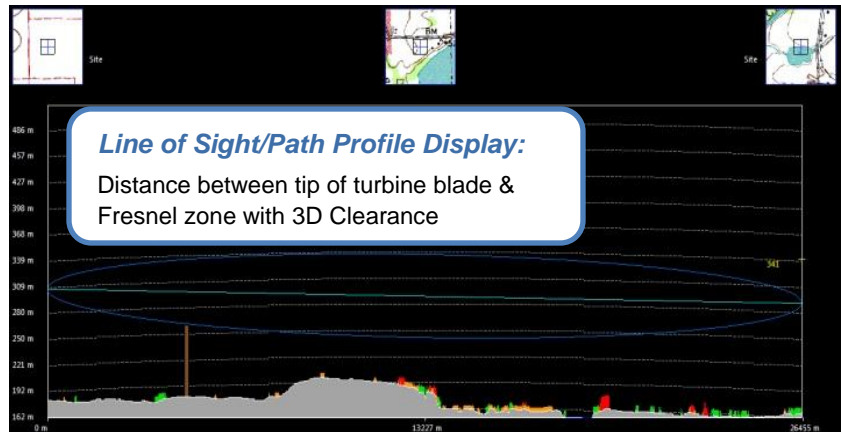 BM
Site
Site
Line of Sight/Path Profile Display:
Distance between tip of turbine blade &
Fresnel zone with 3D Clearance
486 m
457 m
427 m
398 m
368 m
339 m
309 m
280 m
250 m
221 m
192 m
162 m
341
0 m
13227 m
26455 m